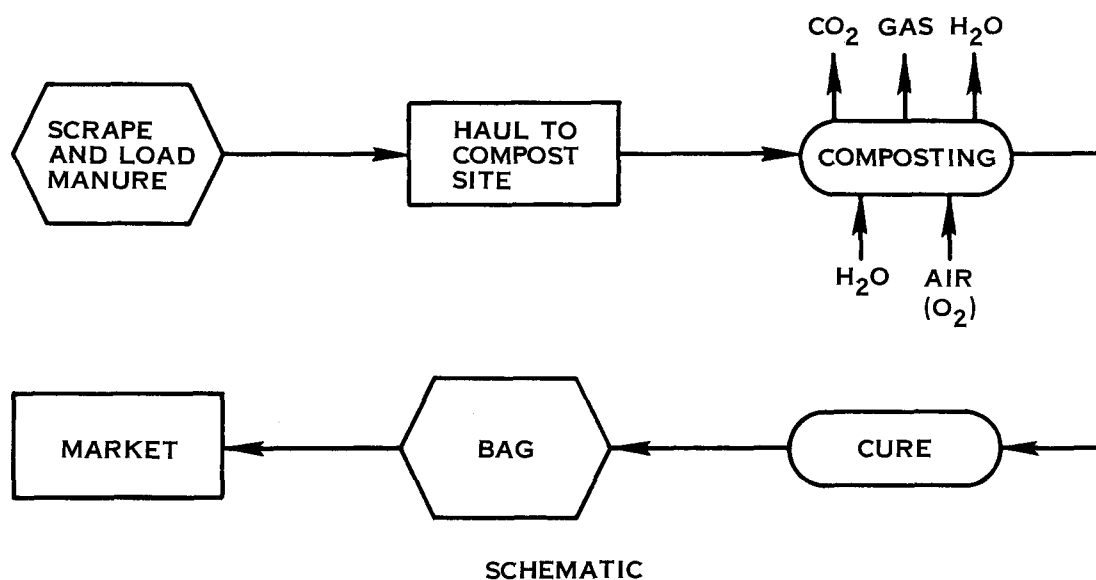 CO2 GAS H2O
SCRAPE
AND LOAD
MANURE
HAUL TO
COMPOST
SITE
COMPOSTING
H2O AIR
(O2)
MARKET
BAG
CURE
SCHEMATIC